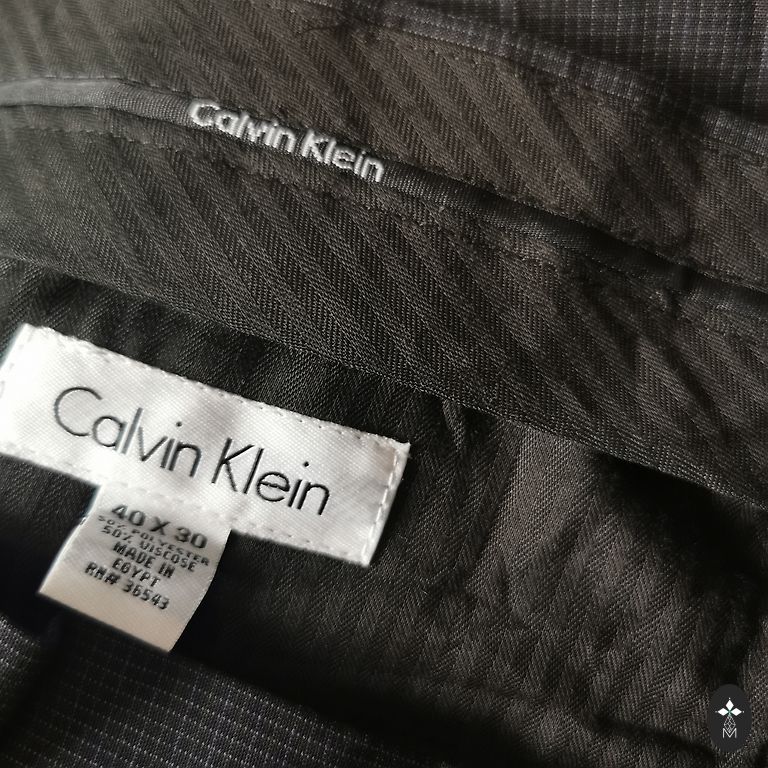 Calvin Klein
Calvin Klein
40 X 30
50% POLYESTER
50% VISCOSE
MADE IN
EGYPT
RN# 36543
M